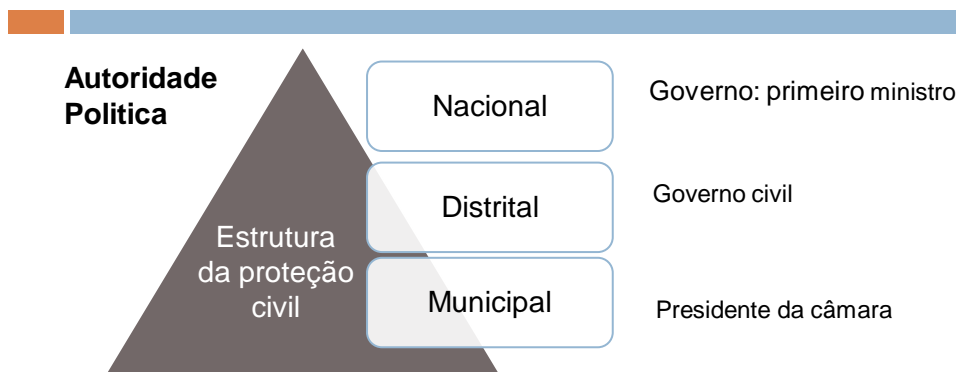 Autoridade
Politica
Nacional
Governo: primeiro ministro
Distrital
Governo civil
Estrutura
da proteção
civil
Municipal
Presidente da câmara